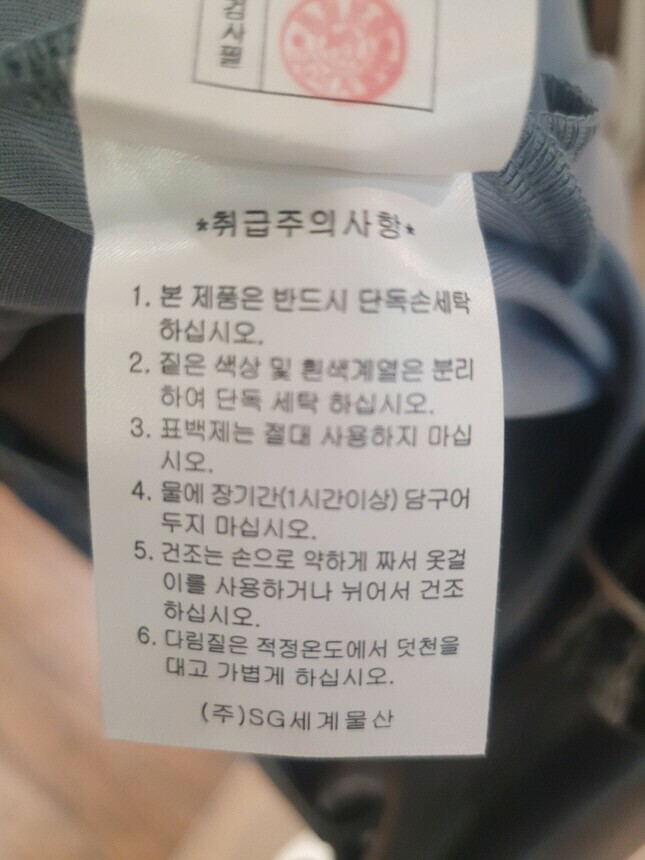 검사필
*취급주의사항*
1. 본 제품은 반드시 단독손세탁
하십시오.
2. 짙은 색상 및 흰색계열은 분리
하여 단독 세탁 하십시오.
3. 표백제는 절대 사용하지 마십
시오.
4. 물에 장기간(1시간이상) 담구어
두지 마십시오.
5. 건조는 손으로 약하게 짜서 옷걸
이를 사용하거나 뉘어서 건조
하십시오.
6. 다림질은 적정온도에서 덧천을
대고 가볍게 하십시오.
(주)SG세계물산